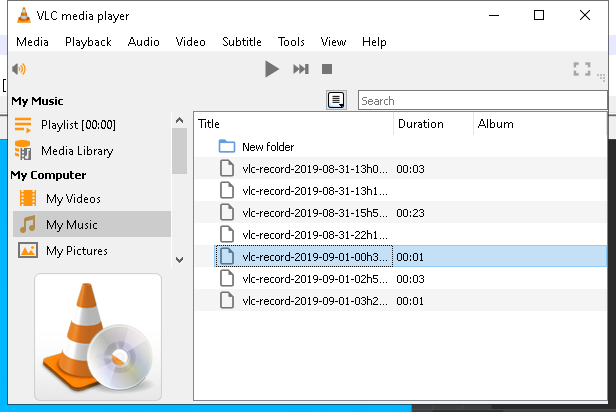 VLC media player
Media Playback Audio Video Subtitle Tools View Help
Search
My Music
Playlist [00:00]
Media Library
My Computer
My Videos
My Music
My Pictures
Title Duration Album
New folder
vlc-record-2019-08-31-13h0... 00:03
vlc-record-2019-08-31-13h1...
vlc-record-2019-08-31-15h5... 00:23
vlc-record-2019-08-31-22h1...
vlc-record-2019-09-01-00h3... 00:01
vlc-record-2019-09-01-02h5... 00:03
vlc-record-2019-09-01-03h2... 00:01